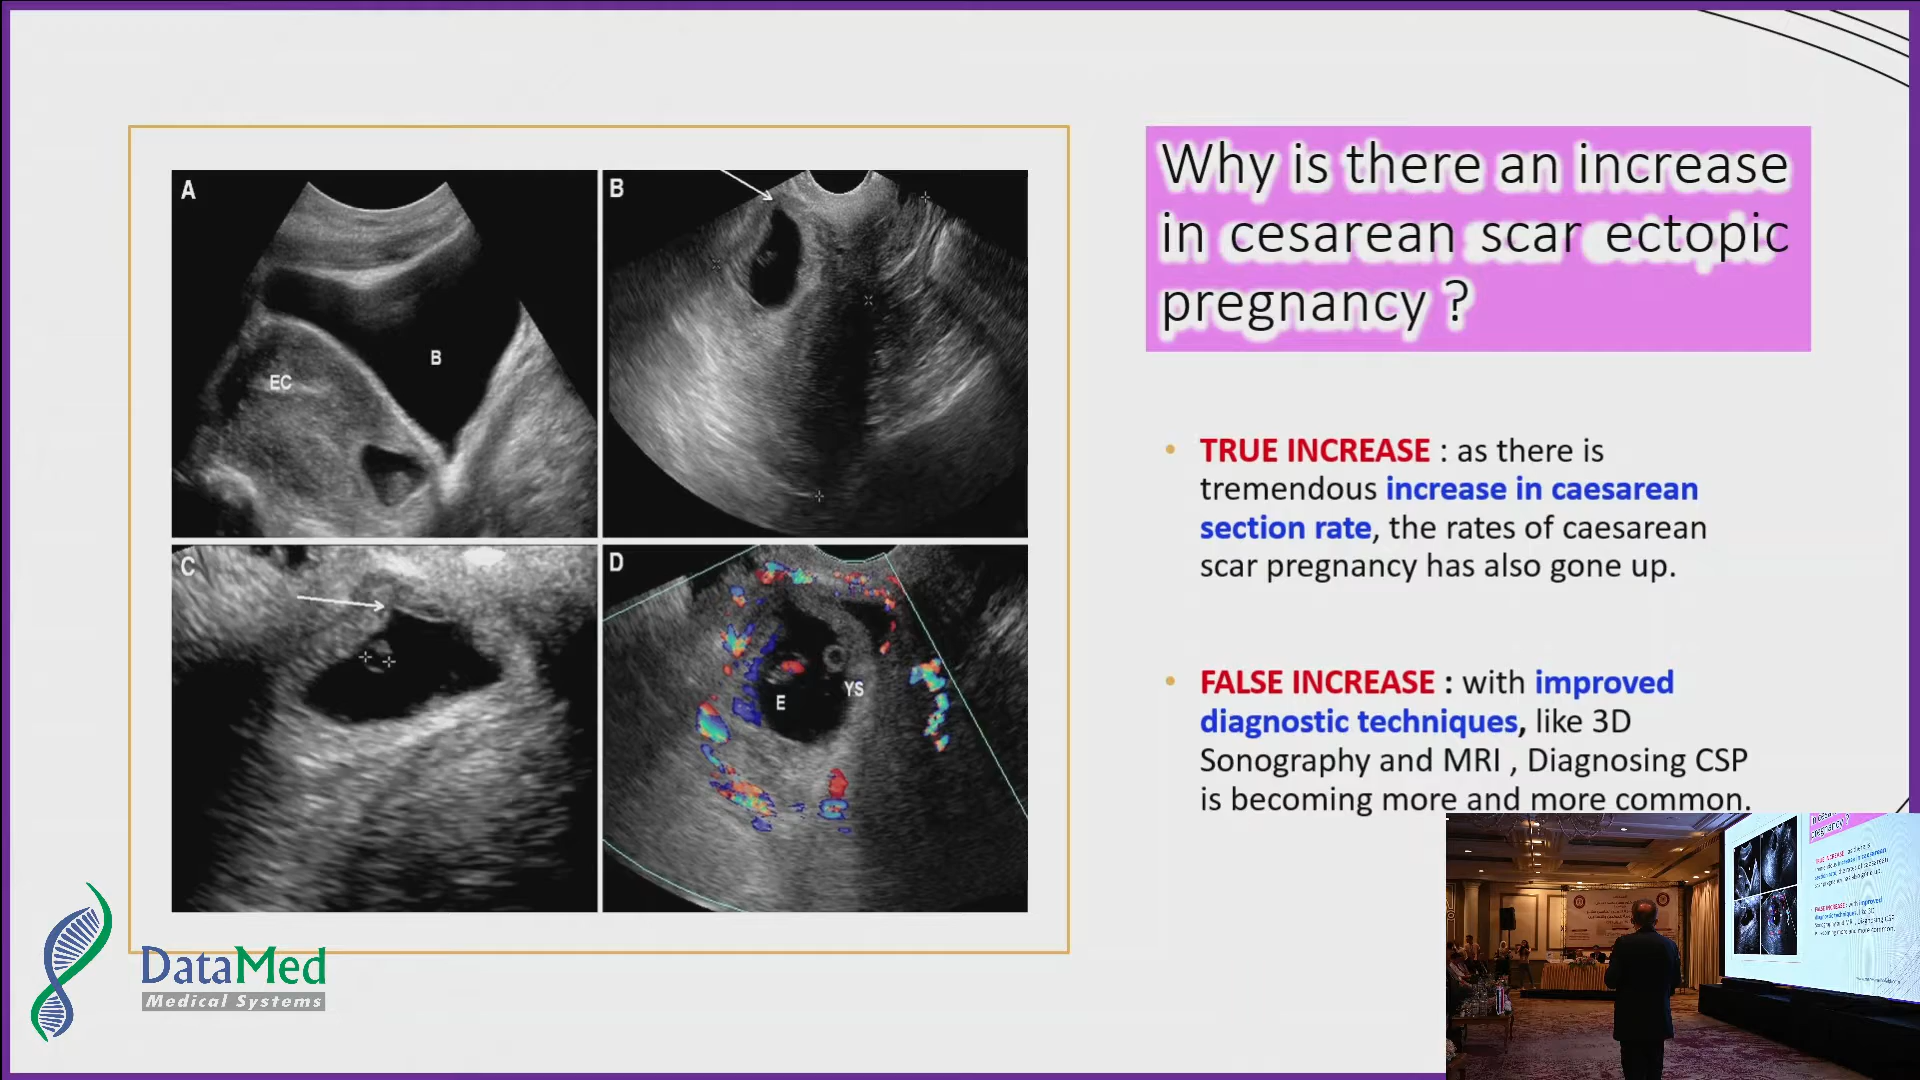 A
B
EC
B
C
D
E
YS
Why is there an increase
in cesarean scar ectopic
pregnancy ?
• TRUE INCREASE : as there is
tremendous increase in caesarean
section rate, the rates of caesarean
scar pregnancy has also gone up.
• FALSE INCREASE : with improved
diagnostic techniques, like 3D
Sonography and MRI , Diagnosing CSP
is becoming more and more common.
DataMed
Medical Systems
pregnancy ?